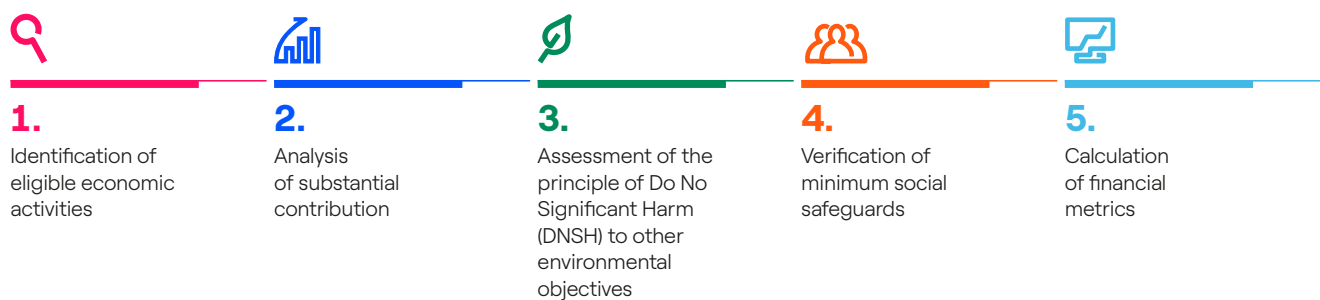 1.
Identification of
eligible economic
activities
2.
Analysis
of substantial
contribution
3.
Assessment of the
principle of Do No
Significant Harm
(DNSH) to other
environmental
objectives
4.
Verification of
minimum social
safeguards
5.
Calculation
of financial
metrics